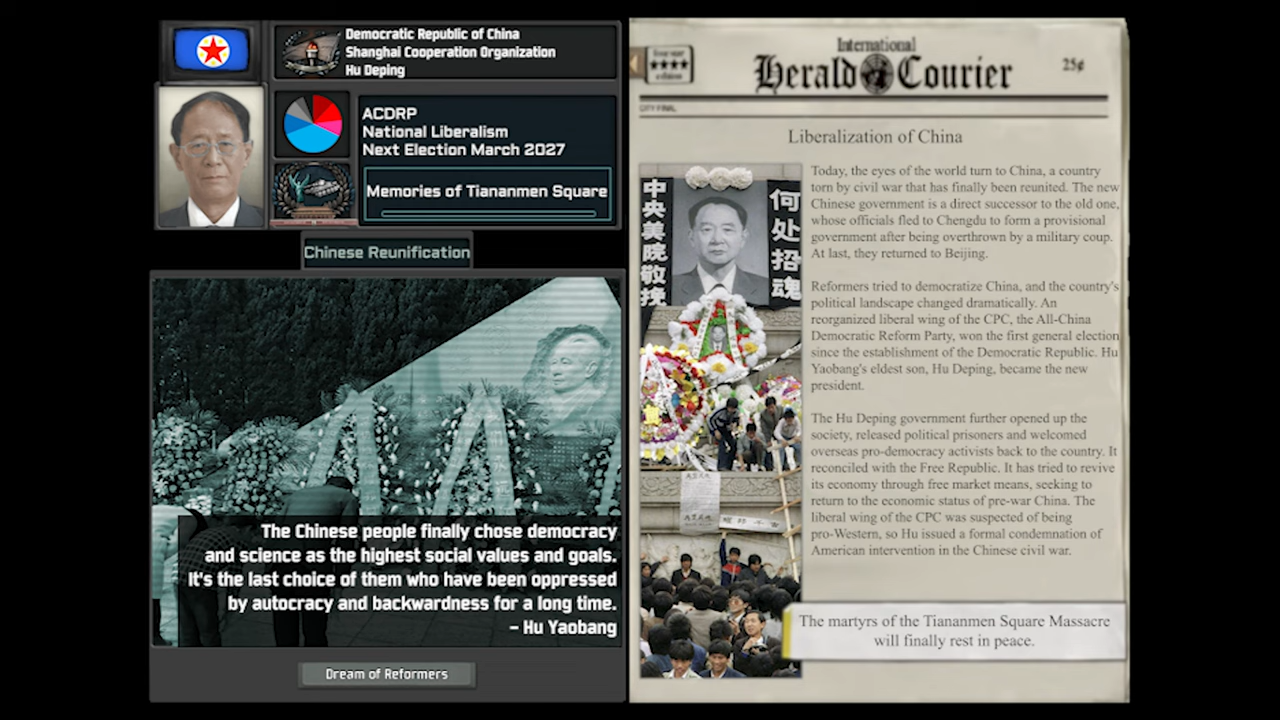 Democratic Republic of China
Shanghai Cooperation Organization
Hu Deping
ACDRP
National Liberalism
Next Election March 2027
Memories of Tiananmen Square
Chinese Reunification
The Chinese people finally chose democracy
and science as the highest social values and goals.
It's the last choice of them who have been oppressed
by autocracy and backwardness for a long time.
– Hu Yaobang
Dream of Reformers
four star
★★★★
edition
International
Herald Courier
25¢
CITY FINAL
Liberalization of China
中央美院敬挽
何处招魂
Today, the eyes of the world turn to China, a country
torn by civil war that has finally been reunited. The new
Chinese government is a direct successor to the old one,
whose officials fled to Chengdu to form a provisional
government after being overthrown by a military coup.
At last, they returned to Beijing.
Reformers tried to democratize China, and the country's
political landscape changed dramatically. An
reorganized liberal wing of the CPC, the All-China
Democratic Reform Party, won the first general election
since the establishment of the Democratic Republic. Hu
Yaobang's eldest son, Hu Deping, became the new
president.
The Hu Deping government further opened up the
society, released political prisoners and welcomed
overseas pro-democracy activists back to the country. It
reconciled with the Free Republic. It has tried to revive
its economy through free market means, seeking to
return to the economic status of pre-war China. The
liberal wing of the CPC was suspected of being
pro-Western, so Hu issued a formal condemnation of
American intervention in the Chinese civil war.
The martyrs of the Tiananmen Square Massacre
will finally rest in peace.